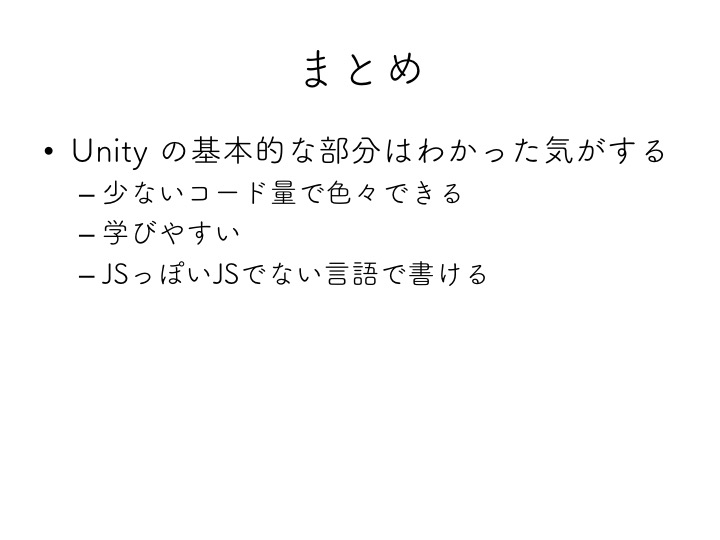 まとめ
• Unity の基本的な部分はわかった気がする
– 少ないコード量で色々できる
– 学びやすい
– JSっぽいJSでない言語で書ける